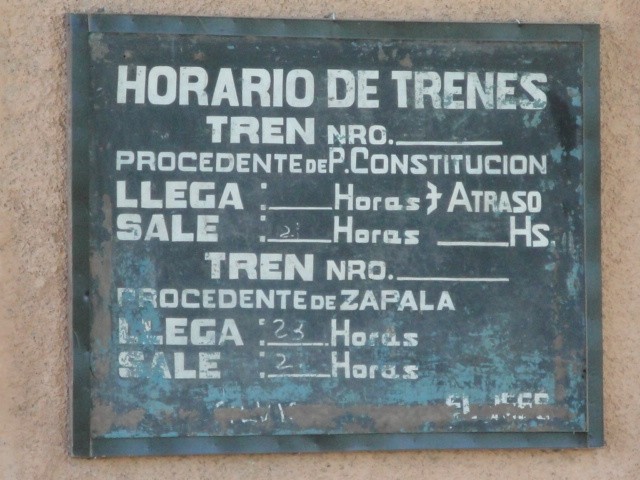 HORARIO DE TRENES
TREN NRO.
PROCEDENTE DE P. CONSTITUCION
LLEGA : Horas } ATRASO
SALE : Horas Hs.
TREN NRO.
PROCEDENTE DE ZAPALA
LLEGA : 23 Horas
SALE : Horas